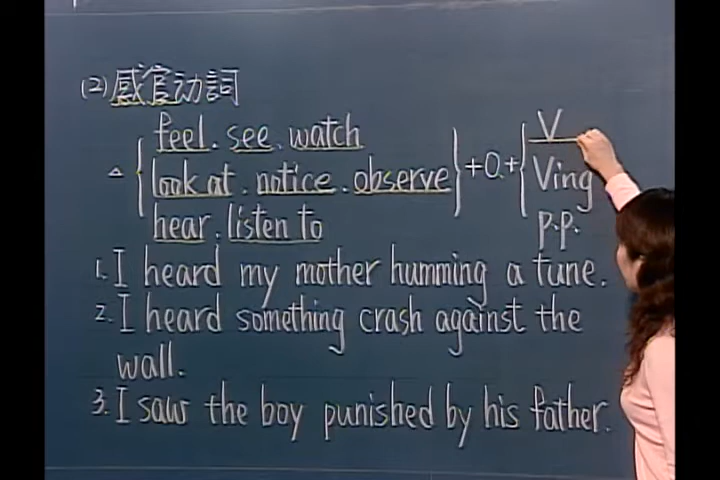 (2) 感官动詞
feel. see. watch
△ look at. notice. observe + O. + V Ving p.p.
hear. listen to
1. I heard my mother humming a tune.
2. I heard something crash against the
wall.
3. I saw the boy punished by his father.